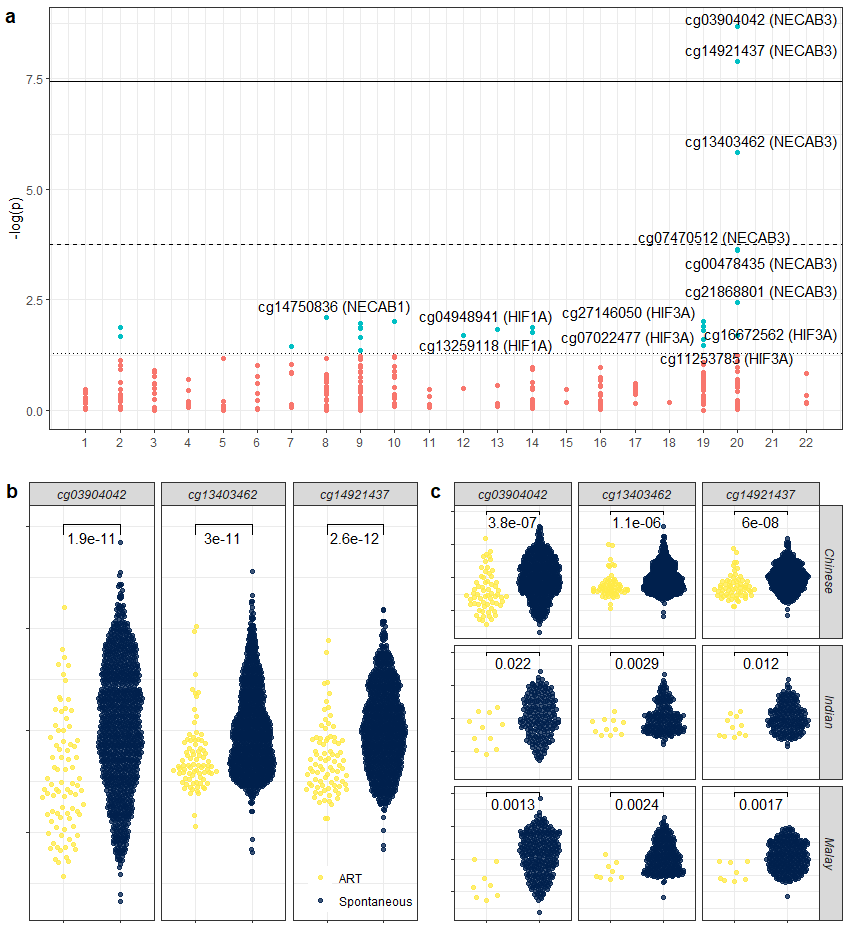 a
cg03904042 (NECAB3)
cg14921437 (NECAB3)
7.5
cg13403462 (NECAB3)
5.0
-log(p)
cg07470512 (NECAB3)
cg00478435 (NECAB3)
cg21868801 (NECAB3)
2.5
cg14750836 (NECAB1)
cg04948941 (HIF1A)
cg27146050 (HIF3A)
cg07022477 (HIF3A)
cg16672562 (HIF3A)
cg13259118 (HIF1A)
cg11253785 (HIF3A)
0.0
1 2 3 4 5 6 7 8 9 10 11 12 13 14 15 16 17 18 19 20 21 22
b
cg03904042 cg13403462 cg14921437
1.9e-11 3e-11 2.6e-12
ART
Spontaneous
c
cg03904042 cg13403462 cg14921437
3.8e-07 1.1e-06 6e-08
Chinese
0.022 0.0029 0.012
Indian
0.0013 0.0024 0.0017
Malay